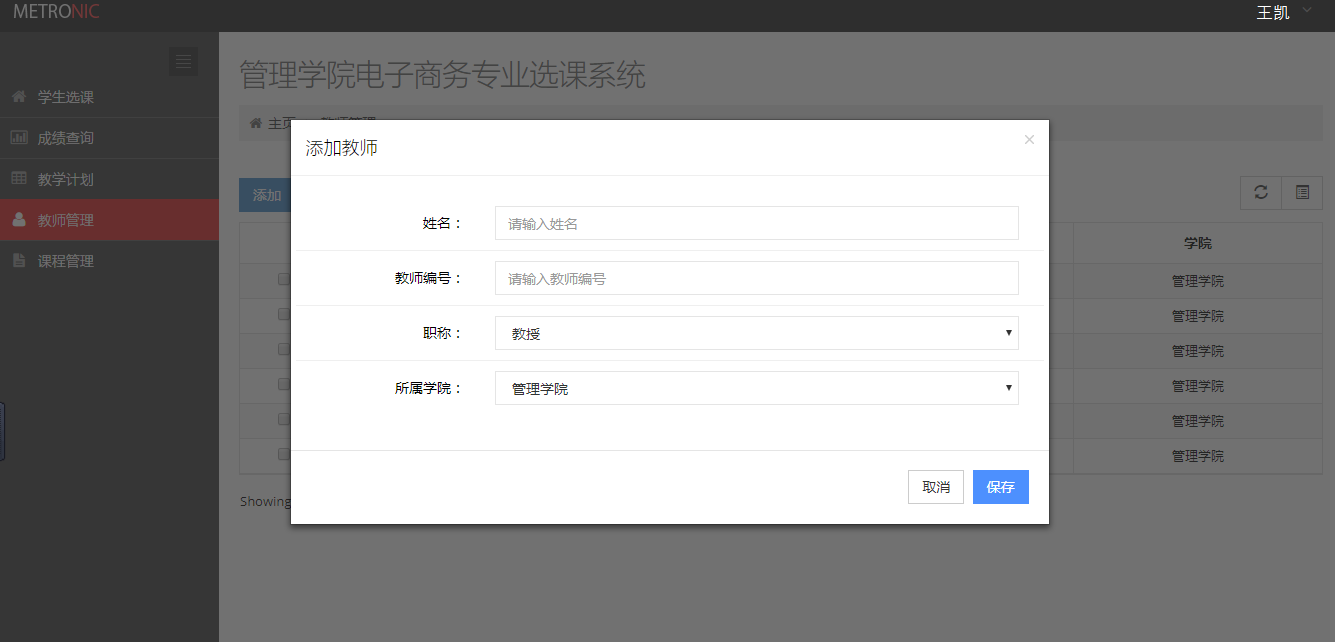 METRONIC
王凯
学生选课
成绩查询
教学计划
教师管理
课程管理
管理学院电子商务专业选课系统
主页
教师管理
添加教师
×
添加
姓名：
请输入姓名
教师编号：
请输入教师编号
职称：
教授
所属学院：
管理学院
取消
保存
学院
管理学院
管理学院
管理学院
管理学院
管理学院
管理学院
Showing